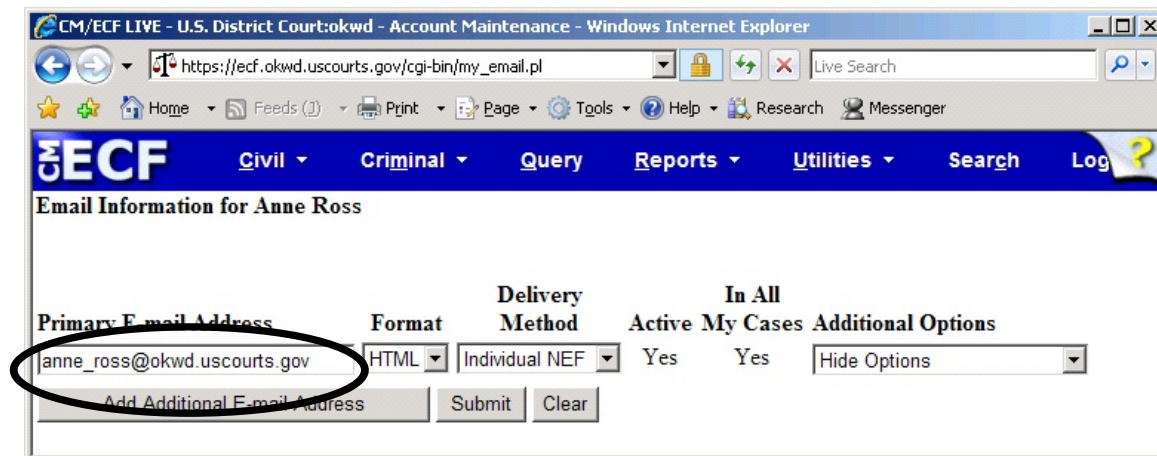 CM/ECF LIVE - U.S. District Court:okwd - Account Maintenance - Windows Internet Explorer
https://ecf.okwd.uscourts.gov/cgi-bin/my_email.pl Live Search
Home Feeds (J) Print Page Tools Help Research Messenger
CM ECF Civil Criminal Query Reports Utilities Search Log ?
Email Information for Anne Ross
Delivery In All
Primary E-mail Address Format Method Active My Cases Additional Options
anne_ross@okwd.uscourts.gov HTML Individual NEF Yes Yes Hide Options
Add Additional E-mail Address Submit Clear